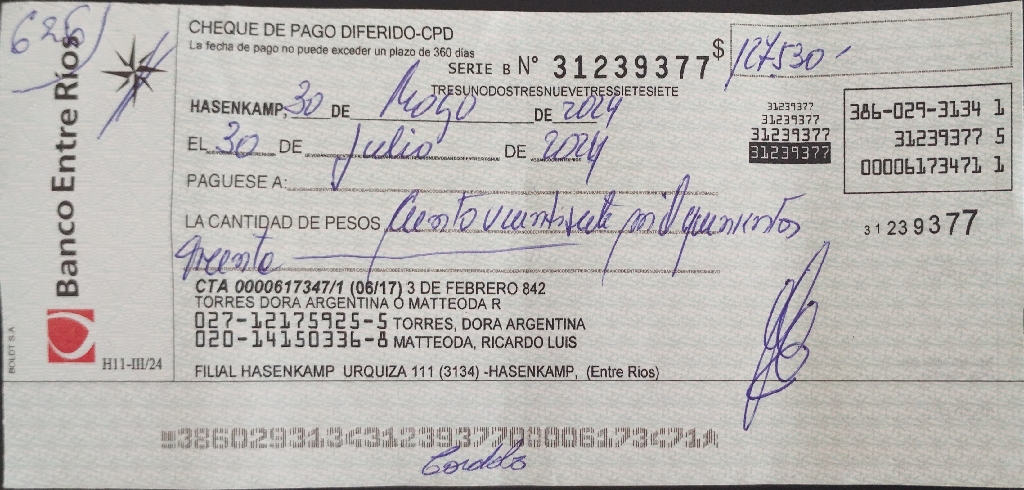 625
Banco Entre Ríos
BOLDT S.A
H11-III/24
CHEQUE DE PAGO DIFERIDO-CPD
La fecha de pago no puede exceder un plazo de 360 días
SERIE B N° 31239377 $ 127.530-
TRESUNODOSTRESNUEVETRESSIETESIETE
HASENKAMP, 30 DE Mayo DE 2024
EL 30 DE Julio DE 2024
31239377
31239377
31239377
31239377
386-029-3134 1
31239377 5
00006173471 1
PAGUESE A:
LA CANTIDAD DE PESOS Ciento veintisiete mil quinientos
treinta
31239377
CTA 0000617347/1 (06/17) 3 DE FEBRERO 842
TORRES DORA ARGENTINA O MATTEODA R
027-12175925-5 TORRES, DORA ARGENTINA
020-14150336-8 MATTEODA, RICARDO LUIS
FILIAL HASENKAMP URQUIZA 111 (3134) -HASENKAMP, (Entre Rios)